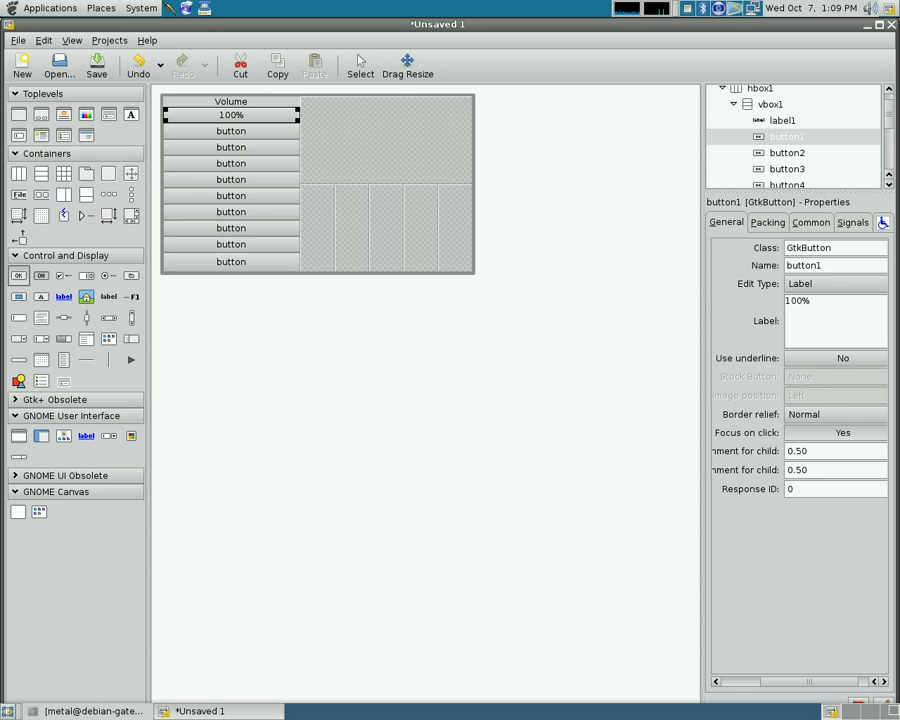 Applications Places System Wed Oct 7, 1:09 PM
*Unsaved 1
File Edit View Projects Help
New Open... Save Undo Redo Cut Copy Paste Select Drag Resize
Toplevels
A
Containers
File
Control and Display
OK ON
A label label F1
Gtk+ Obsolete
GNOME User Interface
label
GNOME UI Obsolete
GNOME Canvas
Volume
100%
button
button
button
button
button
button
button
button
button
hbox1
vbox1
label1
button1
button2
button3
button4
button1 [GtkButton] - Properties
General Packing Common Signals
Class: GtkButton
Name: button1
Edit Type: Label
Label: 100%
Use underline: No
Stock Button: None
Image position: Left
Border relief: Normal
Focus on click: Yes
nment for child: 0.50
nment for child: 0.50
Response ID: 0
[metal@debian-gate... *Unsaved 1